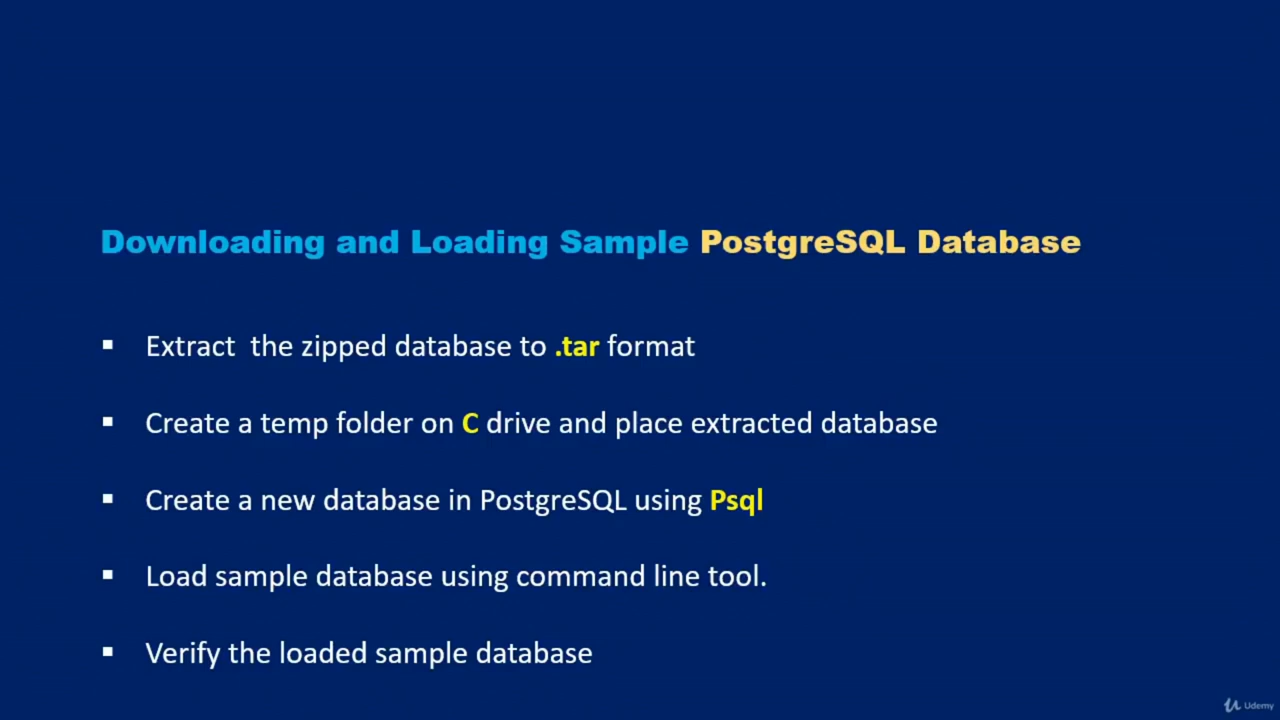 Downloading and Loading Sample PostgreSQL Database
▪ Extract the zipped database to .tar format
▪ Create a temp folder on C drive and place extracted database
▪ Create a new database in PostgreSQL using Psql
▪ Load sample database using command line tool.
▪ Verify the loaded sample database
Udemy